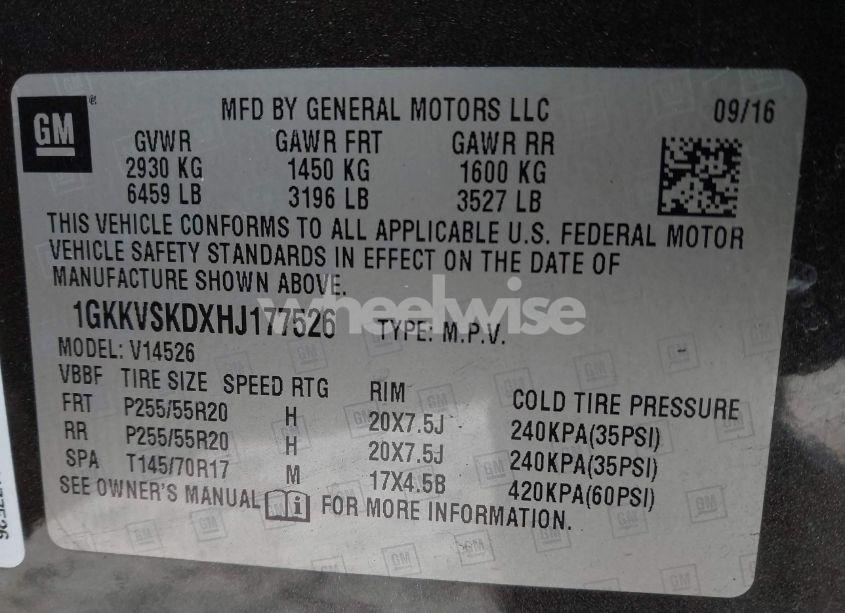 GM
MFD BY GENERAL MOTORS LLC 09/16
GVWR GAWR FRT GAWR RR
2930 KG 1450 KG 1600 KG
6459 LB 3196 LB 3527 LB
THIS VEHICLE CONFORMS TO ALL APPLICABLE U.S. FEDERAL MOTOR
VEHICLE SAFETY STANDARDS IN EFFECT ON THE DATE OF
MANUFACTURE SHOWN ABOVE.
1GKKVSKDXHJ177526 TYPE: M.P.V.
wheelwise
MODEL: V14526
VBBF TIRE SIZE SPEED RTG RIM COLD TIRE PRESSURE
FRT P255/55R20 H 20X7.5J 240KPA(35PSI)
RR P255/55R20 H 20X7.5J 240KPA(35PSI)
SPA T145/70R17 M 17X4.5B 420KPA(60PSI)
SEE OWNER'S MANUAL i FOR MORE INFORMATION.